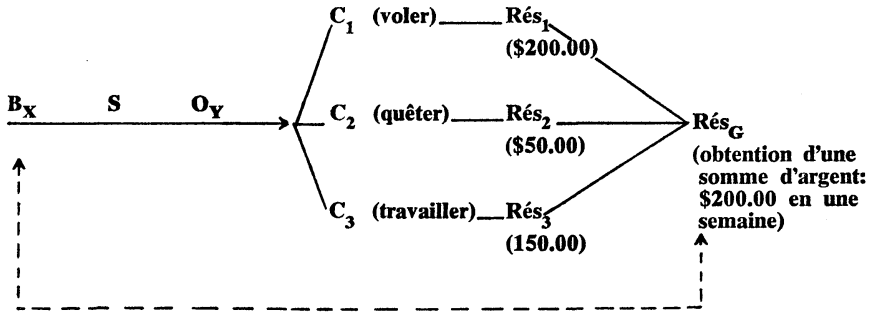 C1 (voler) Rés1
($200.00)
BX S OY
C2 (quêter) Rés2 RésG
($50.00)
(obtention d'une
somme d'argent:
$200.00 en une
semaine)
C3 (travailler) Rés3
(150.00)